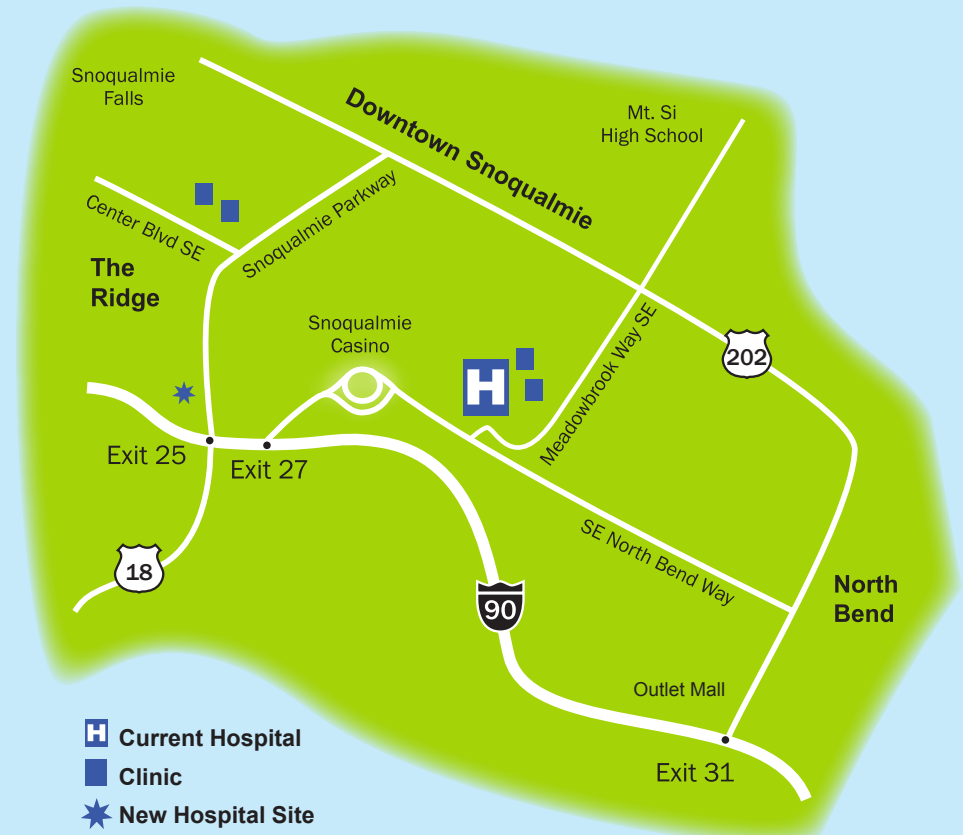 Snoqualmie
Falls
Downtown Snoqualmie
Mt. Si
High School
Center Blvd SE
Snoqualmie Parkway
The
Ridge
Snoqualmie
Casino
H
Meadowbrook Way SE
202
Exit 25
Exit 27
SE North Bend Way
18
90
North
Bend
Outlet Mall
Exit 31
H Current Hospital
Clinic
New Hospital Site